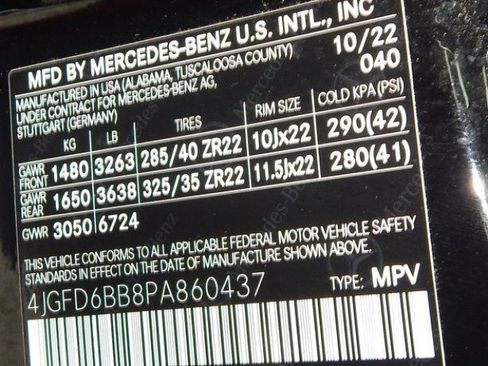 MFD BY MERCEDES-BENZ U.S. INTL., INC
MANUFACTURED IN USA (ALABAMA, TUSCALOOSA COUNTY) 10/22
UNDER CONTRACT FOR MERCEDES-BENZ AG, 040
STUTTGART (GERMANY)
KG LB TIRES RIM SIZE COLD KPA (PSI)
GAWR FRONT 1480 3263 285/40 ZR22 10Jx22 290(42)
GAWR REAR 1650 3638 325/35 ZR22 11.5Jx22 280(41)
GVWR 3050 6724
THIS VEHICLE CONFORMS TO ALL APPLICABLE FEDERAL MOTOR VEHICLE SAFETY
STANDARDS IN EFFECT ON THE DATE OF MANUFACTURE SHOWN ABOVE.
4JGFD6BB8PA860437 TYPE: MPV